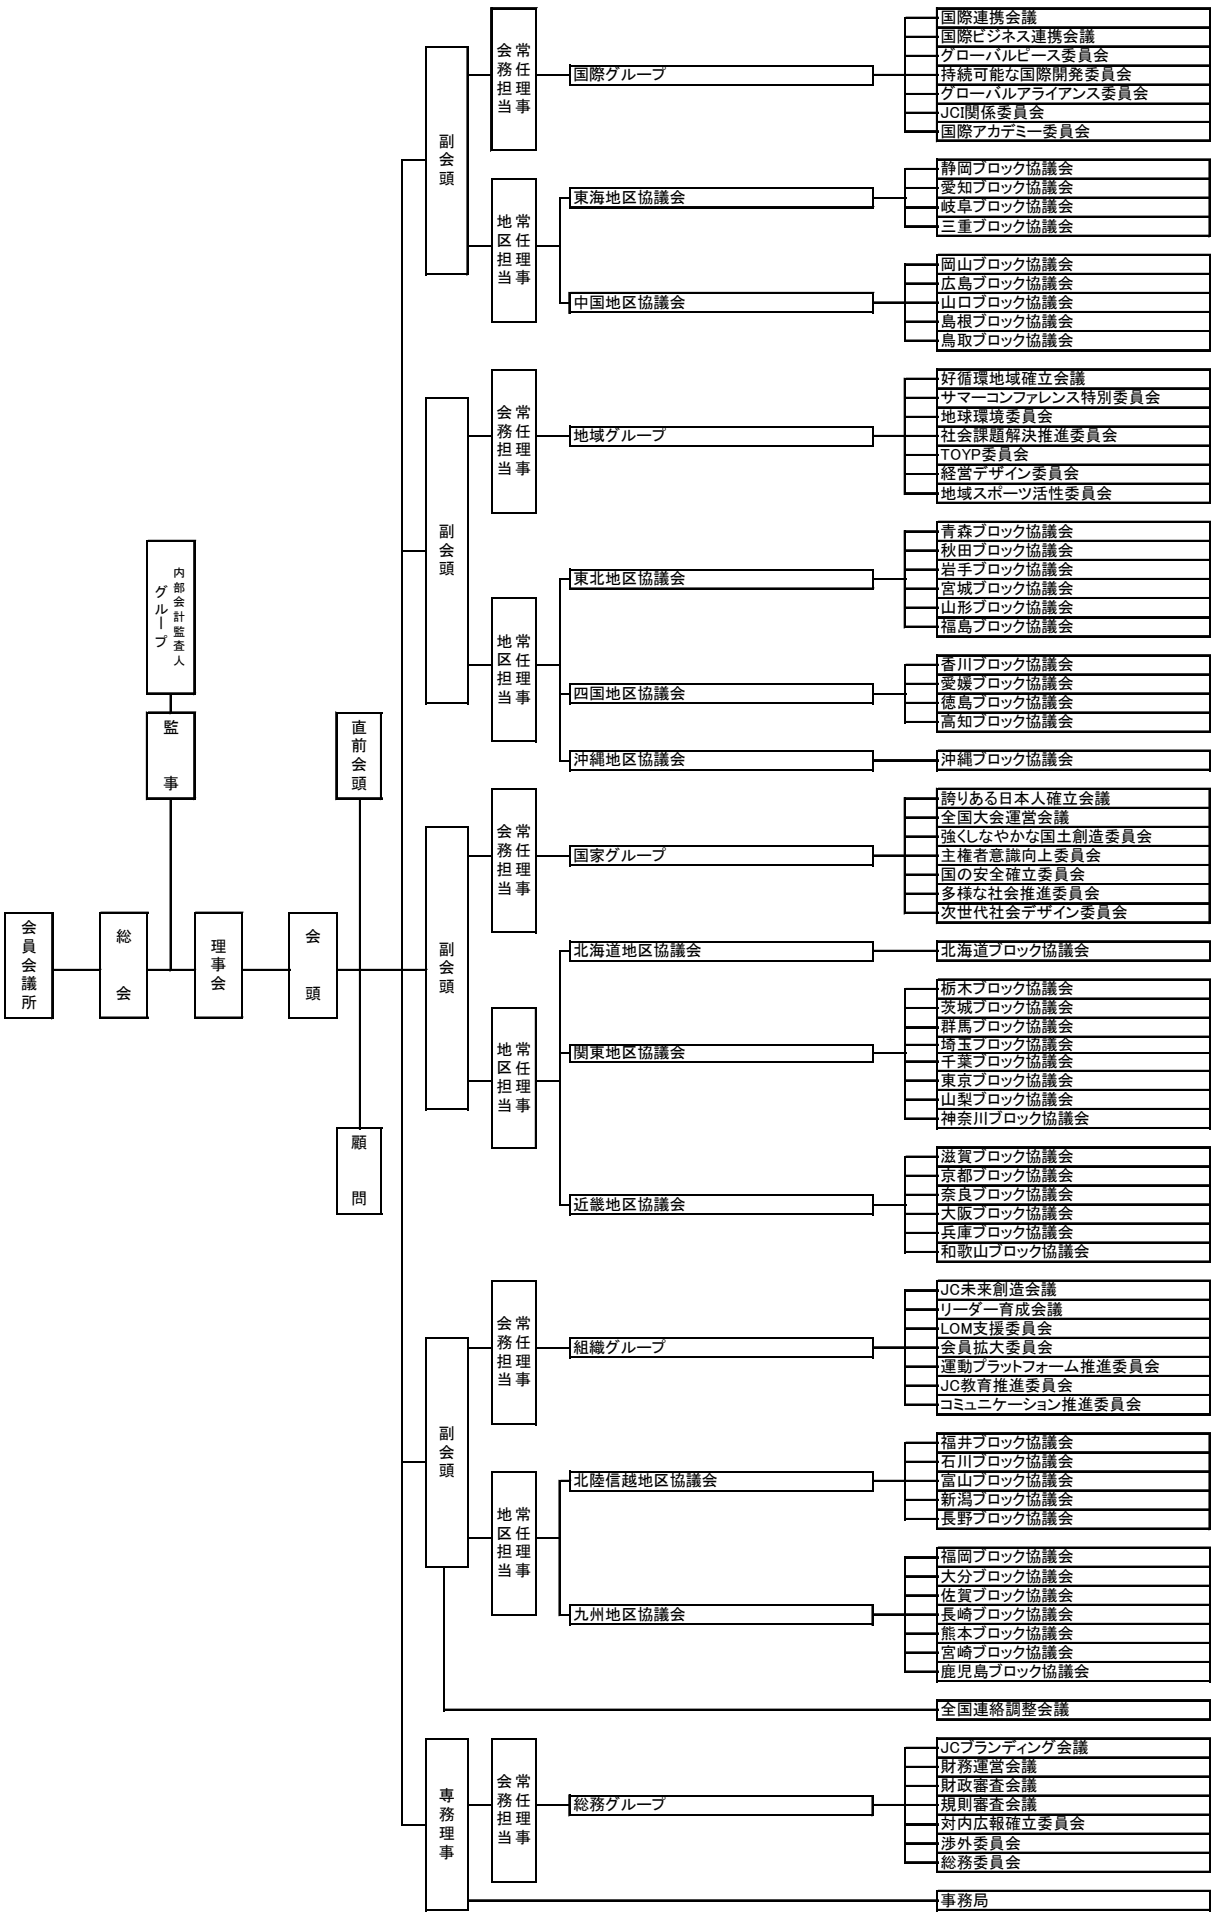 会員会議所
総会
内部会計監査人
グループ
監事
理事会
会頭
直前会頭
顧問
副会頭
常任理事
会務担当
国際グループ
国際連携会議
国際ビジネス連携会議
グローバルピース委員会
持続可能な国際開発委員会
グローバルアライアンス委員会
JCI関係委員会
国際アカデミー委員会
常任理事
地区担当
東海地区協議会
静岡ブロック協議会
愛知ブロック協議会
岐阜ブロック協議会
三重ブロック協議会
中国地区協議会
岡山ブロック協議会
広島ブロック協議会
山口ブロック協議会
島根ブロック協議会
鳥取ブロック協議会
副会頭
常任理事
会務担当
地域グループ
好循環地域確立会議
サマーコンファレンス特別委員会
地球環境委員会
社会課題解決推進委員会
TOYP委員会
経営デザイン委員会
地域スポーツ活性委員会
常任理事
地区担当
東北地区協議会
青森ブロック協議会
秋田ブロック協議会
岩手ブロック協議会
宮城ブロック協議会
山形ブロック協議会
福島ブロック協議会
四国地区協議会
香川ブロック協議会
愛媛ブロック協議会
徳島ブロック協議会
高知ブロック協議会
沖縄地区協議会
沖縄ブロック協議会
副会頭
常任理事
会務担当
国家グループ
誇りある日本人確立会議
全国大会運営会議
強くしなやかな国土創造委員会
主権者意識向上委員会
国の安全確立委員会
多様な社会推進委員会
次世代社会デザイン委員会
常任理事
地区担当
北海道地区協議会
北海道ブロック協議会
関東地区協議会
栃木ブロック協議会
茨城ブロック協議会
群馬ブロック協議会
埼玉ブロック協議会
千葉ブロック協議会
東京ブロック協議会
山梨ブロック協議会
神奈川ブロック協議会
近畿地区協議会
滋賀ブロック協議会
京都ブロック協議会
奈良ブロック協議会
大阪ブロック協議会
兵庫ブロック協議会
和歌山ブロック協議会
副会頭
常任理事
会務担当
組織グループ
JC未来創造会議
リーダー育成会議
LOM支援委員会
会員拡大委員会
運動プラットフォーム推進委員会
JC教育推進委員会
コミュニケーション推進委員会
常任理事
地区担当
北陸信越地区協議会
福井ブロック協議会
石川ブロック協議会
富山ブロック協議会
新潟ブロック協議会
長野ブロック協議会
九州地区協議会
福岡ブロック協議会
大分ブロック協議会
佐賀ブロック協議会
長崎ブロック協議会
熊本ブロック協議会
宮崎ブロック協議会
鹿児島ブロック協議会
全国連絡調整会議
専務理事
常任理事
会務担当
総務グループ
JCブランディング会議
財務運営会議
財政審査会議
規則審査会議
対内広報確立委員会
渉外委員会
総務委員会
事務局